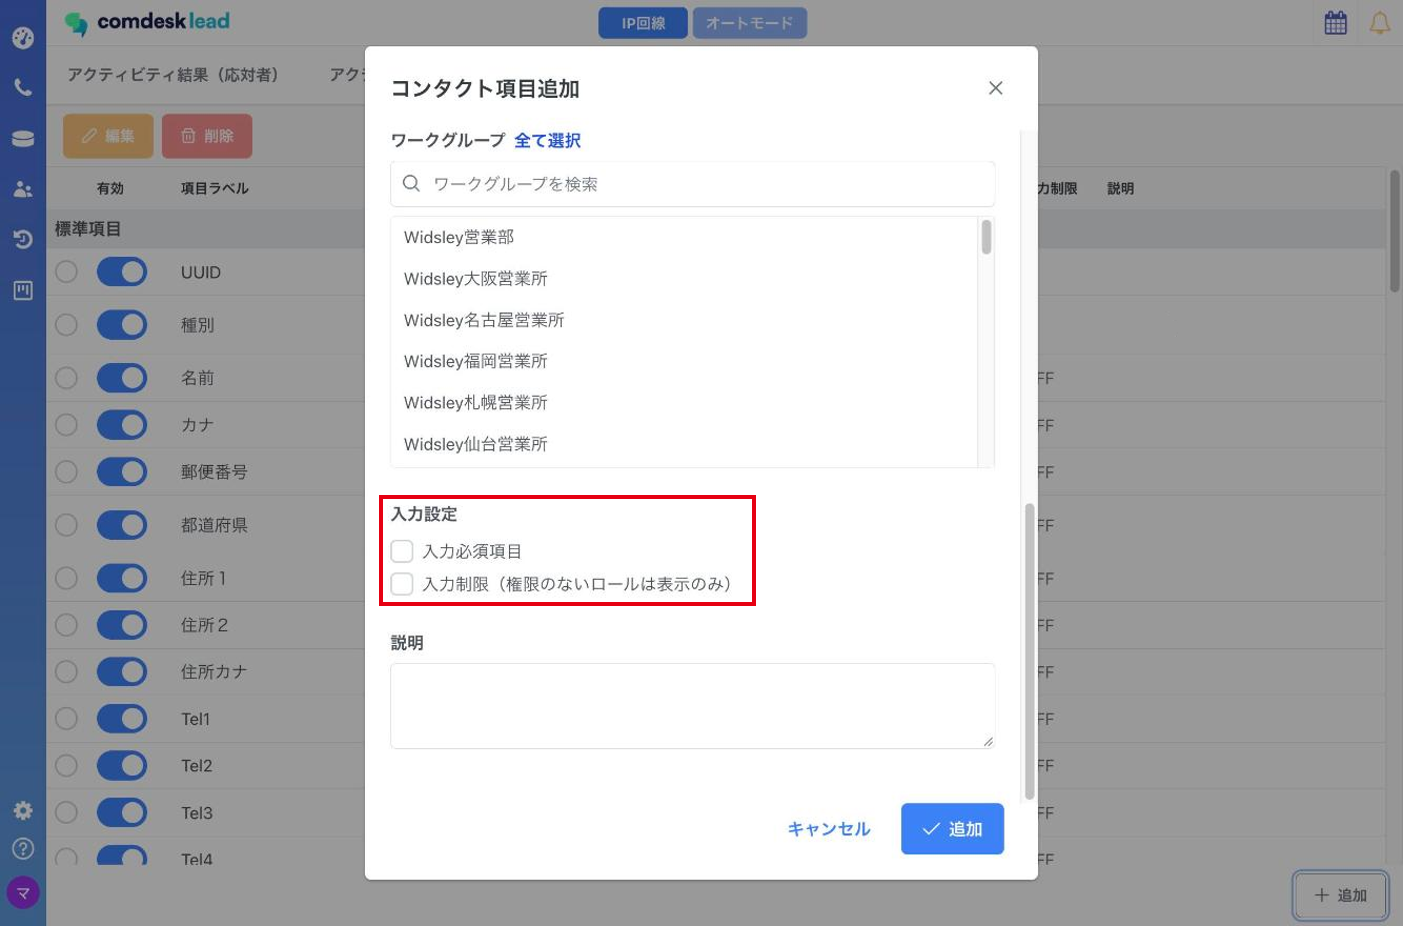 comdesk lead
IP回線
オートモード
アクティビティ結果（応対者）
アク
編集
削除
有効
項目ラベル
力制限
説明
標準項目
UUID
種別
名前
FF
カナ
FF
郵便番号
FF
都道府県
FF
住所１
FF
住所２
FF
住所カナ
FF
Tel1
FF
Tel2
FF
Tel3
FF
Tel4
FF
マ
コンタクト項目追加
ワークグループ 全て選択
ワークグループを検索
Widsley営業部
Widsley大阪営業所
Widsley名古屋営業所
Widsley福岡営業所
Widsley札幌営業所
Widsley仙台営業所
入力設定
入力必須項目
入力制限（権限のないロールは表示のみ）
説明
キャンセル
追加
追加